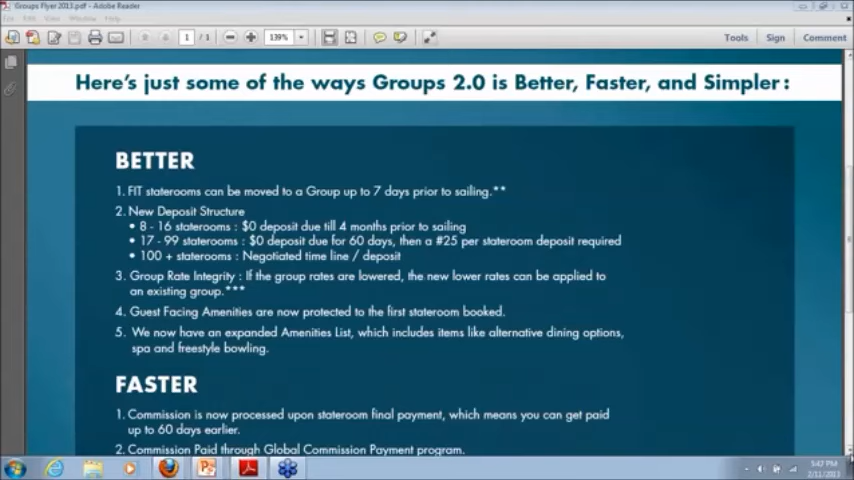 Groups Flyer 2013.pdf - Adobe Reader
File Edit View Window Help
1 / 1 139% Tools Sign Comment
Here's just some of the ways Groups 2.0 is Better, Faster, and Simpler:
BETTER
1. FIT staterooms can be moved to a Group up to 7 days prior to sailing.**
2. New Deposit Structure
• 8 - 16 staterooms : $0 deposit due till 4 months prior to sailing
• 17 - 99 staterooms : $0 deposit due for 60 days, then a #25 per stateroom deposit required
• 100 + staterooms : Negotiated time line / deposit
3. Group Rate Integrity : If the group rates are lowered, the new lower rates can be applied to
an existing group.***
4. Guest Facing Amenities are now protected to the first stateroom booked.
5. We now have an expanded Amenities List, which includes items like alternative dining options,
spa and freestyle bowling.
FASTER
1. Commission is now processed upon stateroom final payment, which means you can get paid
up to 60 days earlier.
2. Commission Paid through Global Commission Payment program.
5:47 PM
2/11/2013